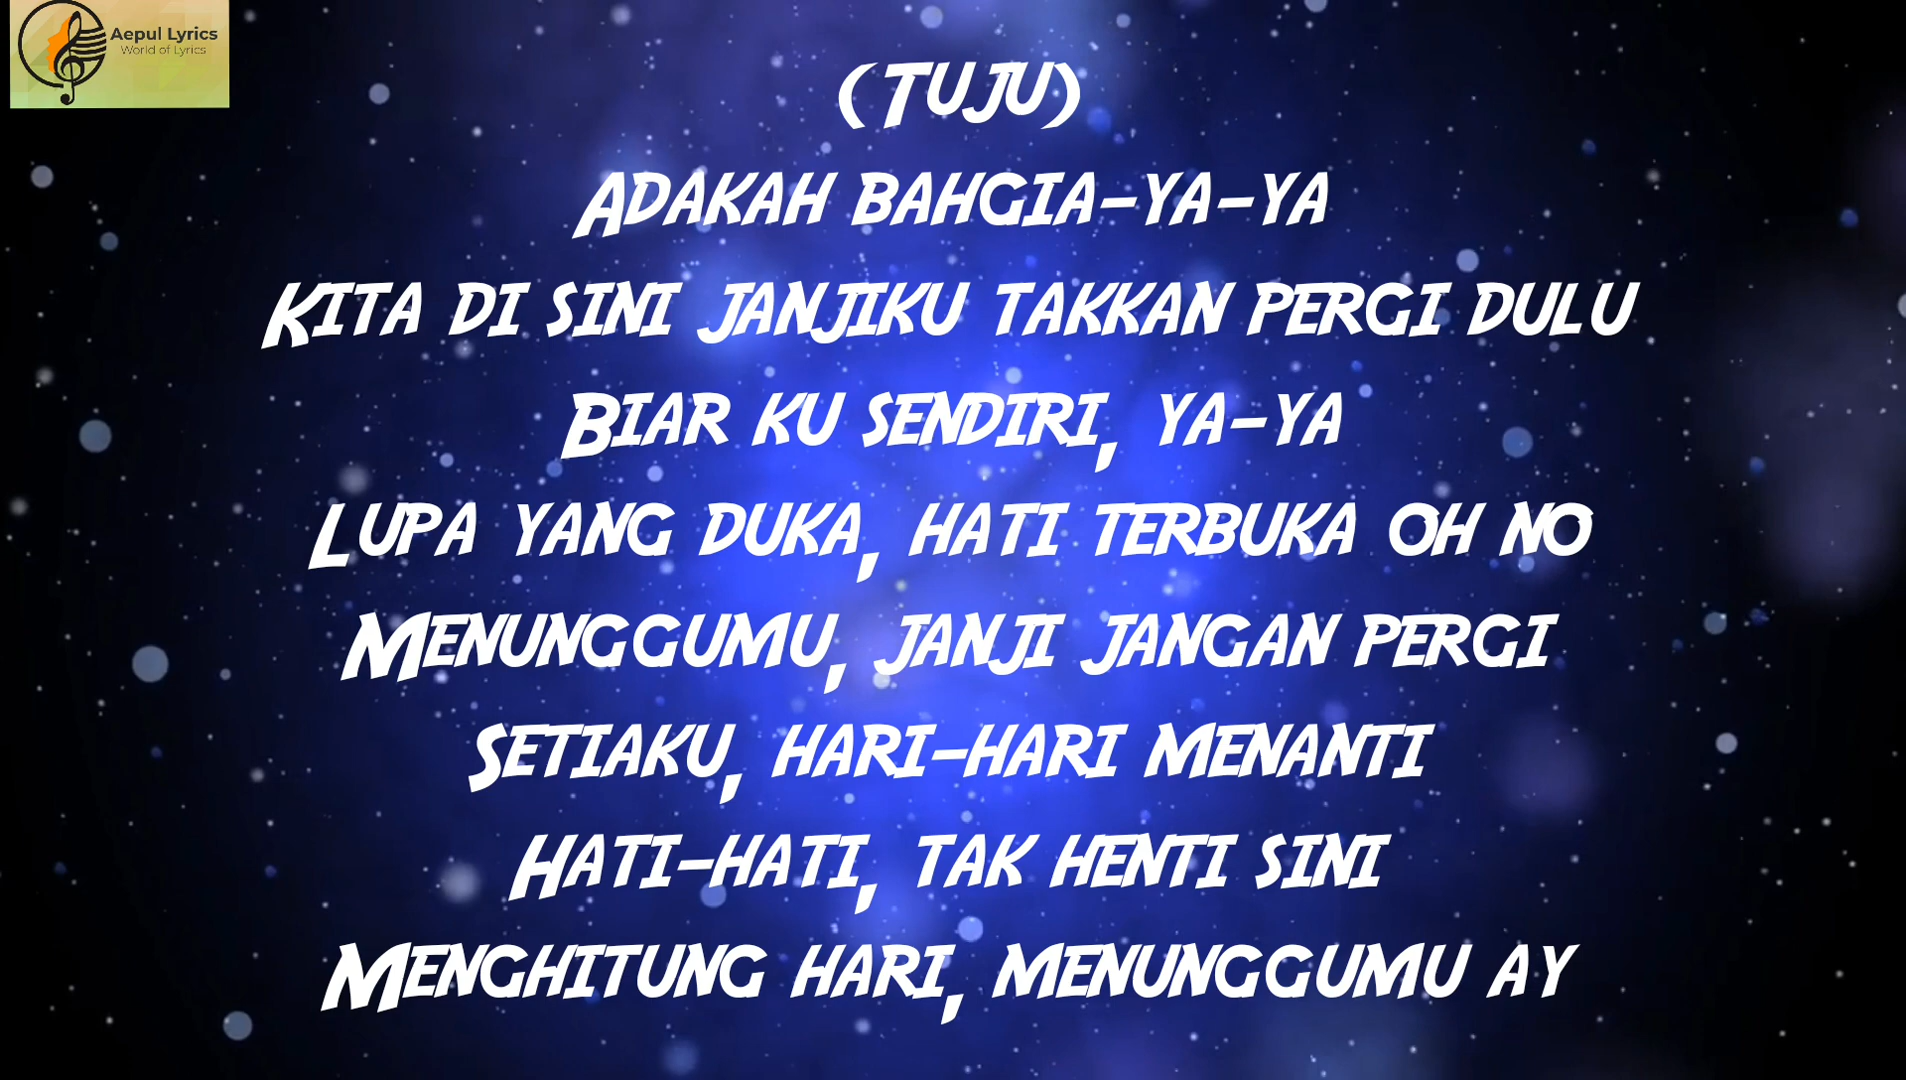 Aepul Lyrics
World of Lyrics
(Tuju)
Adakah bahgia-ya-ya
Kita di sini janjiku takkan pergi dulu
Biar ku sendiri, ya-ya
Lupa yang duka, hati terbuka oh no
Menunggumu, janji jangan pergi
Setiaku, hari-hari menanti
Hati-hati, tak henti sini
Menghitung hari, menunggumu ay